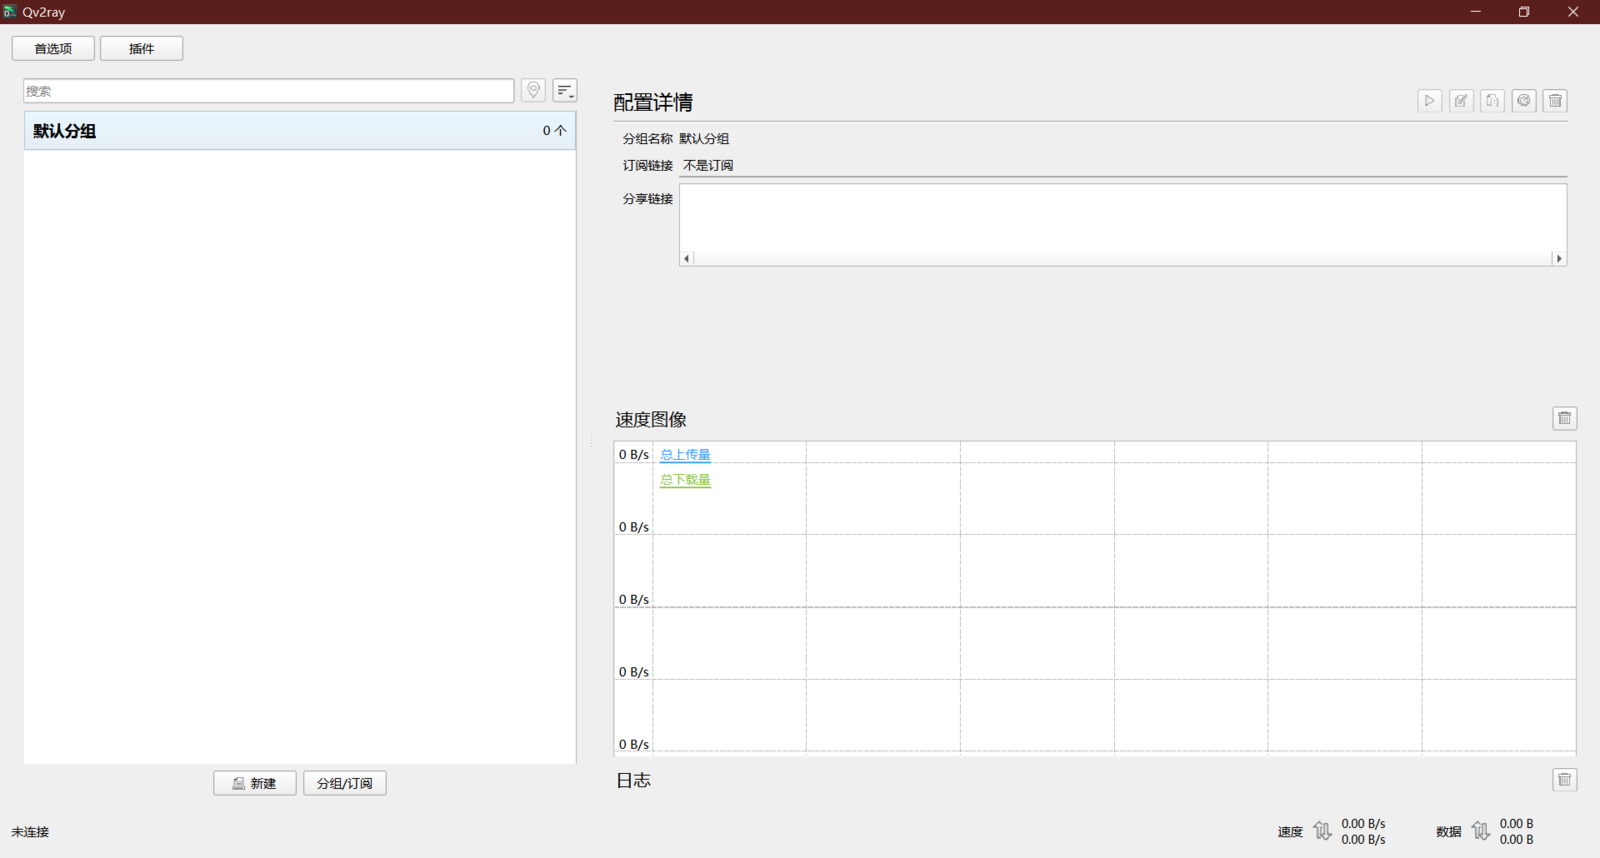 Qv2ray
首选项
插件
搜索
默认分组
0 个
配置详情
分组名称 默认分组
订阅链接 不是订阅
分享链接
速度图像
0 B/s
总上传量
总下载量
0 B/s
0 B/s
0 B/s
0 B/s
新建
分组/订阅
日志
未连接
速度
0.00 B/s
0.00 B/s
数据
0.00 B
0.00 B